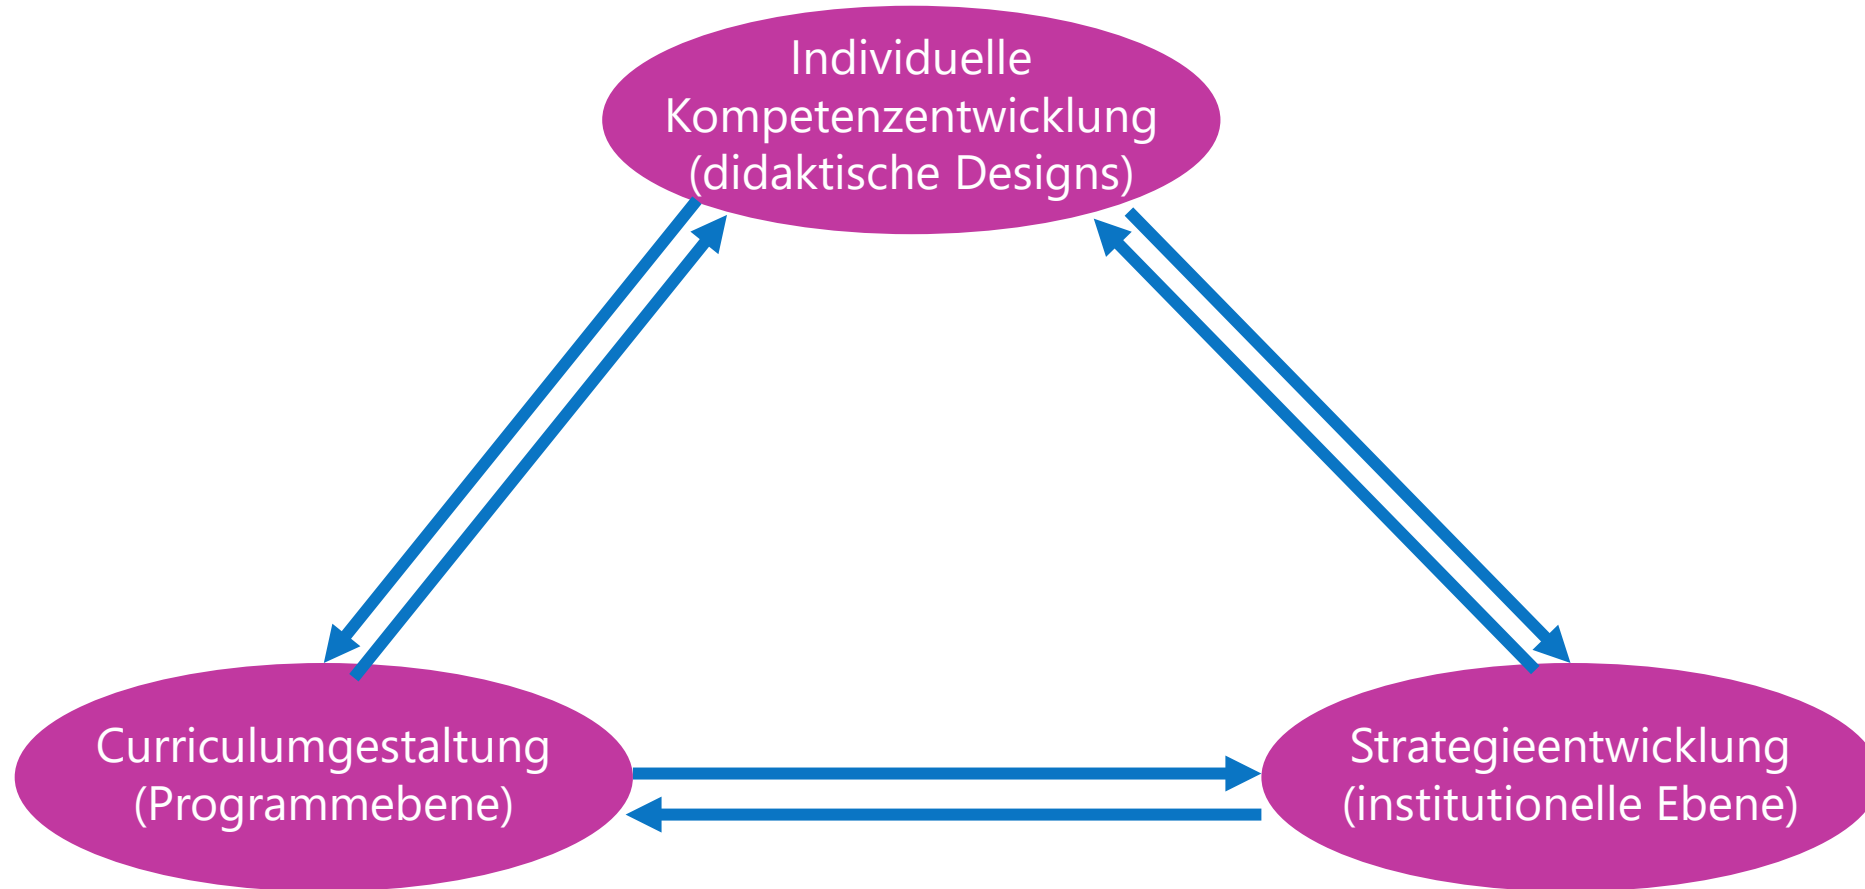 Individuelle
Kompetenzentwicklung
(didaktische Designs)
Curriculumgestaltung
(Programmebene)
Strategieentwicklung
(institutionelle Ebene)